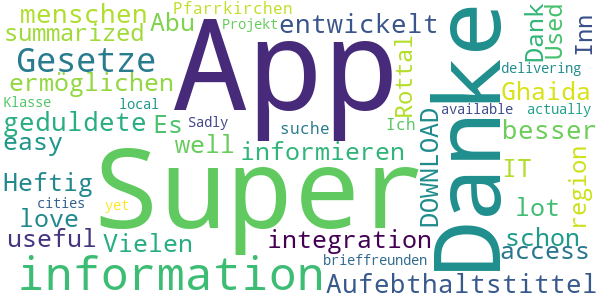 menschen
Pfarrkirchen
Abu
Projekt
entwickelt
summarized
App
Danke
Dank
Used
Inn
Gesetze
Rottal
delivering
ermöglichen
Ghaida
Klasse
local
available
actually
geduldete
Es
Sadly
suche
Ich
DOWNLOAD
besser
easy
well
informieren
Super
IT
region
Heftig
cities
yet
love
lot
useful
Vielen
integration
schon
access
information
brieffreunden
Aufebthaltstittel